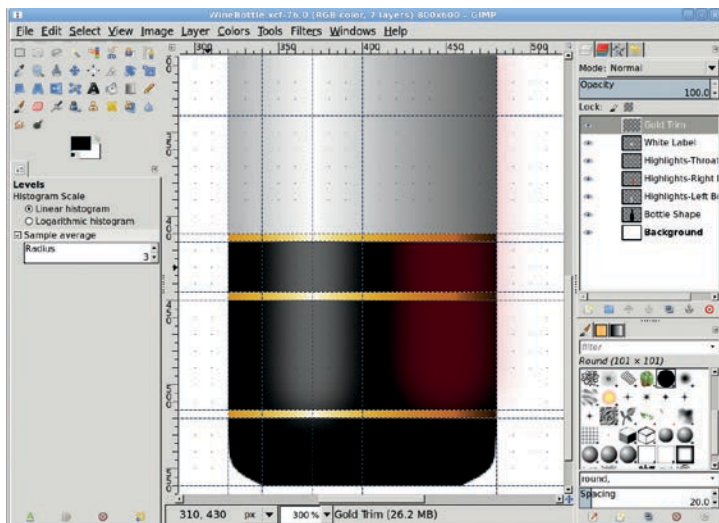 WineBottle.xcf-76.0 (RGB color, 7 layers) 800x600 – GIMP
File Edit Select View Image Layer Colors Tools Filters Windows Help
300 350 400 450 500
Mode: Normal
Opacity
100.0
Lock:
Gold Trim
White Label
Highlights-Throa
Highlights-Right
Highlights-Left B
Bottle Shape
Background
Levels
Histogram Scale
Linear histogram
Logarithmic histogram
Sample average
Radius
3
filter
Round (101 × 101)
round,
Spacing
20.0
310, 430 px 300 % Gold Trim (26.2 MB)